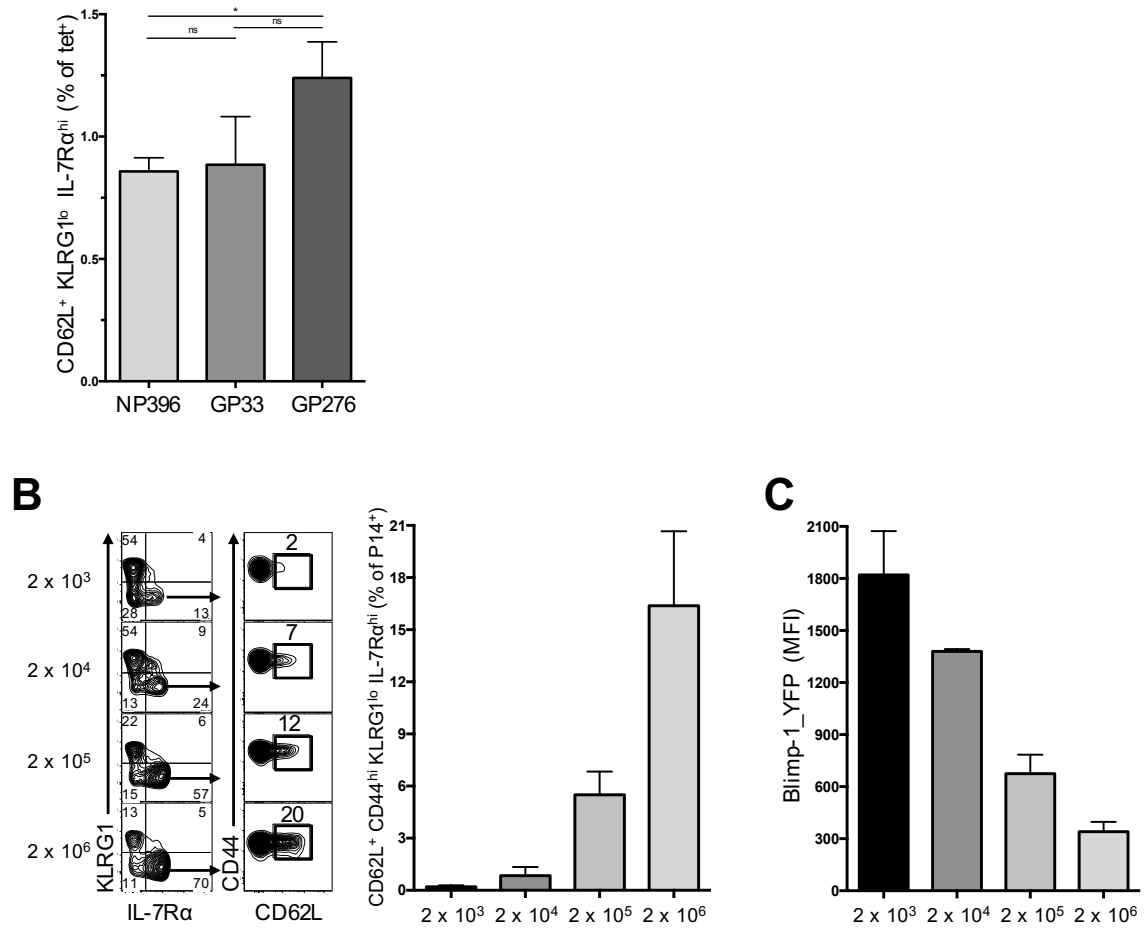 CD62L⁺ KLRG1ˡᵒ IL-7Rαʰⁱ (% of tet⁺)
1.5
1.0
0.5
0.0
*
ns
ns
NP396 GP33 GP276
B
2 x 10³
2 x 10⁴
2 x 10⁵
2 x 10⁶
54 4
28 13
54 9
13 24
22 6
15 57
13 5
11 70
KLRG1
IL-7Rα
2
7
12
20
CD44
CD62L
CD62L⁺ CD44ʰⁱ KLRG1ˡᵒ IL-7Rαʰⁱ (% of P14⁺)
21
18
15
12
9
6
3
0
2 x 10³ 2 x 10⁴ 2 x 10⁵ 2 x 10⁶
C
Blimp-1_YFP (MFI)
2100
1800
1500
1200
900
600
300
0
2 x 10³ 2 x 10⁴ 2 x 10⁵ 2 x 10⁶